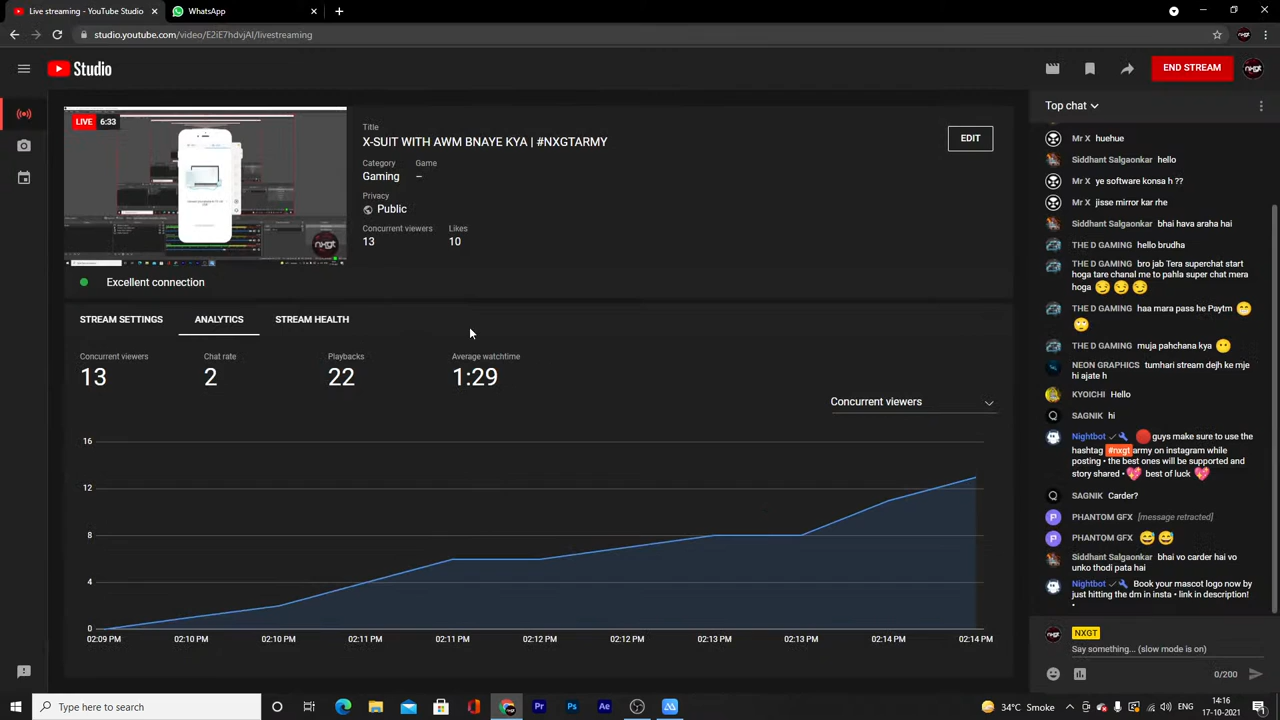 Live streaming - YouTube Studio
WhatsApp
studio.youtube.com/video/E2iE7hdvjAI/livestreaming
Studio
END STREAM
LIVE 6:33
Title
X-SUIT WITH AWM BANAYE KYA | #NXGTARMY
EDIT
Category Game
Gaming –
Privacy
Public
Concurrent viewers Likes
13 10
Excellent connection
STREAM SETTINGS ANALYTICS STREAM HEALTH
Concurrent viewers Chat rate Playbacks Average watchtime
13 2 22 1:29
Concurrent viewers
16
12
8
4
0
02:09 PM 02:10 PM 02:10 PM 02:11 PM 02:11 PM 02:12 PM 02:12 PM 02:13 PM 02:13 PM 02:14 PM 02:14 PM
Top chat
Mr X huehue
Siddhant Salgaonkar hello
Mr X ye software konsa h ??
Mr X jisse mirror kar rhe
Siddhant Salgaonkar bhai hava araha hai
THE D GAMING hello brudha
THE D GAMING bro jab Tera superchat start
hoga tare chanal me to pahla super chat mera
hoga 😏 😏 😏
THE D GAMING haa mara pass he Paytm 😁
🙄
THE D GAMING muja pahchana kya 😶
NEON GRAPHICS tumhari stream dejh ke mje
hi ajate h
KYOICHI Hello
SAGNIK hi
Nightbot 🔴 guys make sure to use the
hashtag #nxgt army on instagram while
posting • the best ones will be supported and
story shared • 💖 best of luck 💖
SAGNIK Carder?
PHANTOM GFX [message retracted]
PHANTOM GFX 😅 😅
Siddhant Salgaonkar bhai vo carder hai vo
unko thodi pata hai
Nightbot Book your mascot logo now by
just hitting the dm in insta • link in description!
•
NXGT
Say something... (slow mode is on)
0/200
Type here to search
34°C Smoke
14:16
17-10-2021